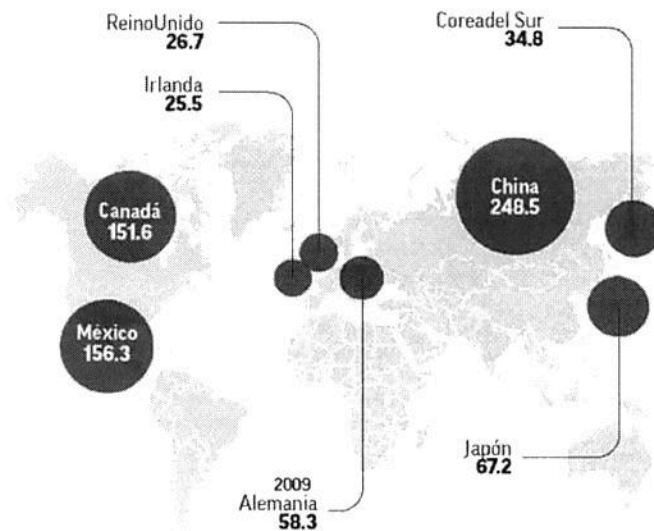 ReinoUnido
26.7
Irlanda
25.5
Coreadel Sur
34.8
Canadá
151.6
China
248.5
México
156.3
Japón
67.2
2009
Alemania
58.3